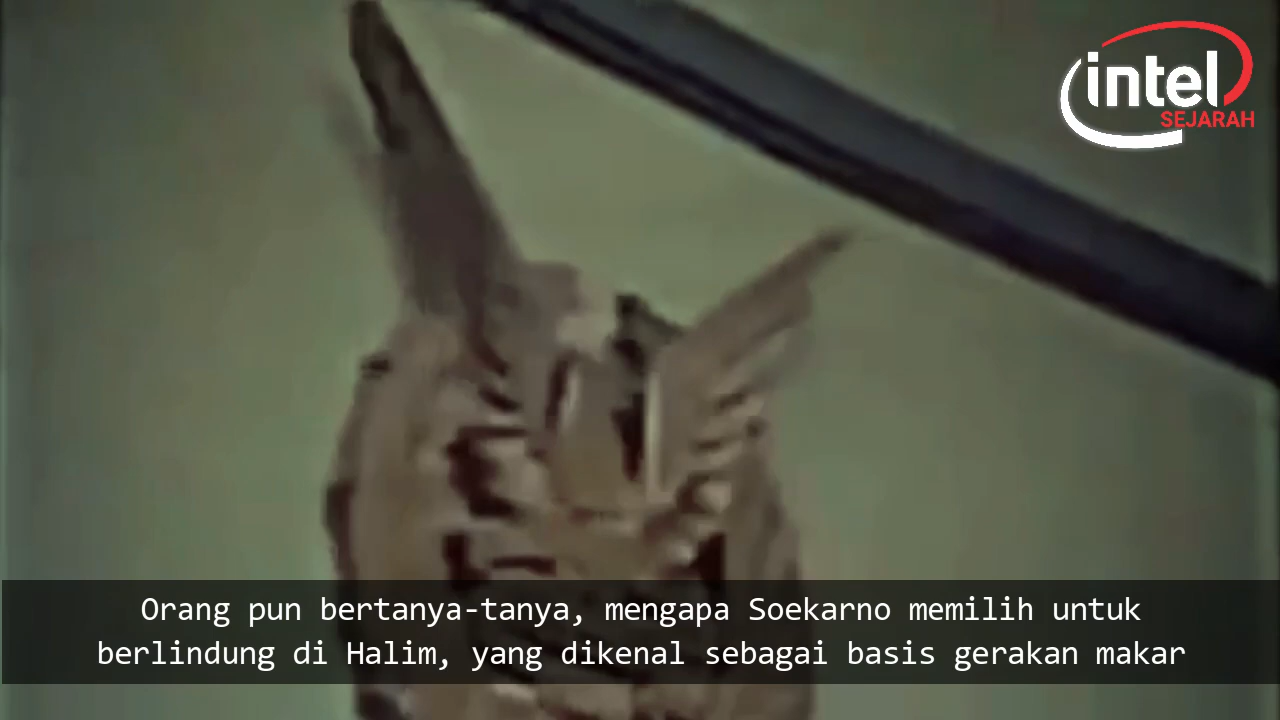 intel
SEJARAH
Orang pun bertanya-tanya, mengapa Soekarno memilih untuk
berlindung di Halim, yang dikenal sebagai basis gerakan makar